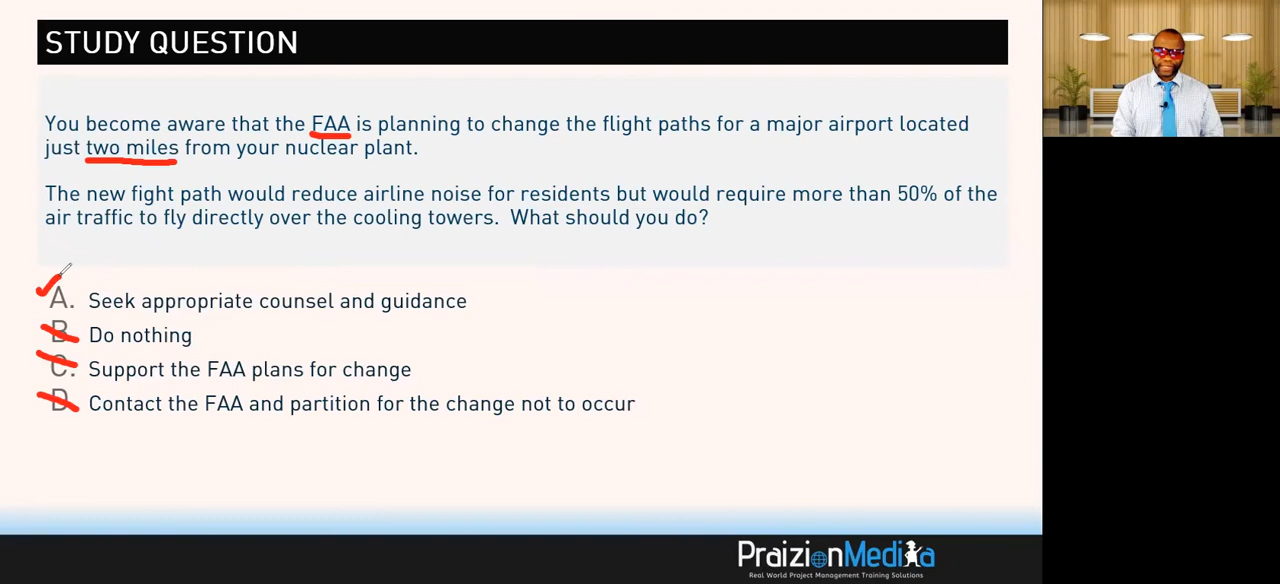 STUDY QUESTION
You become aware that the FAA is planning to change the flight paths for a major airport located
just two miles from your nuclear plant.
The new fight path would reduce airline noise for residents but would require more than 50% of the
air traffic to fly directly over the cooling towers. What should you do?
A. Seek appropriate counsel and guidance
B. Do nothing
C. Support the FAA plans for change
D. Contact the FAA and partition for the change not to occur
PraizionMedia
Real World Project Management Training Solutions